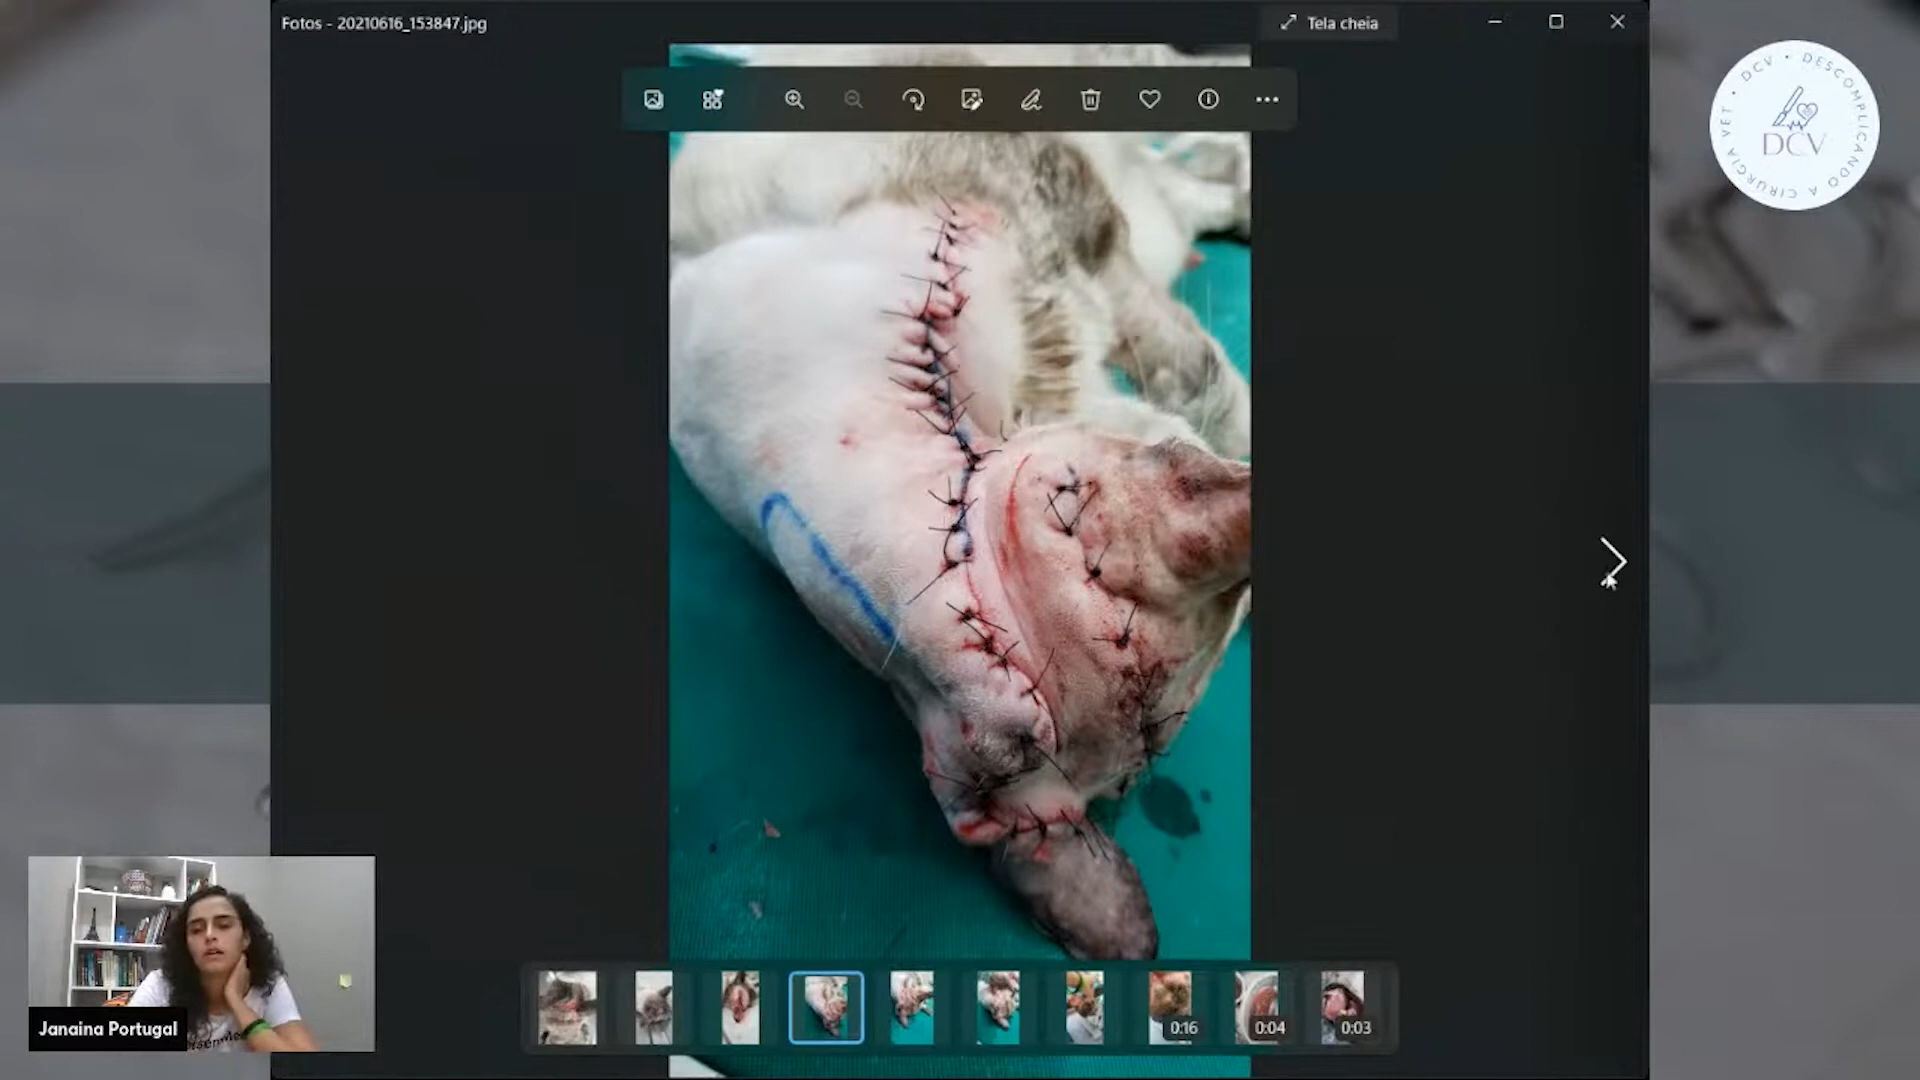 Fotos - 20210616_153847.jpg
Tela cheia
DCV • DESCOMPLICANDO A CIRURGIA VET •
DCV
0:16
0:04
0:03
Janaina Portugal